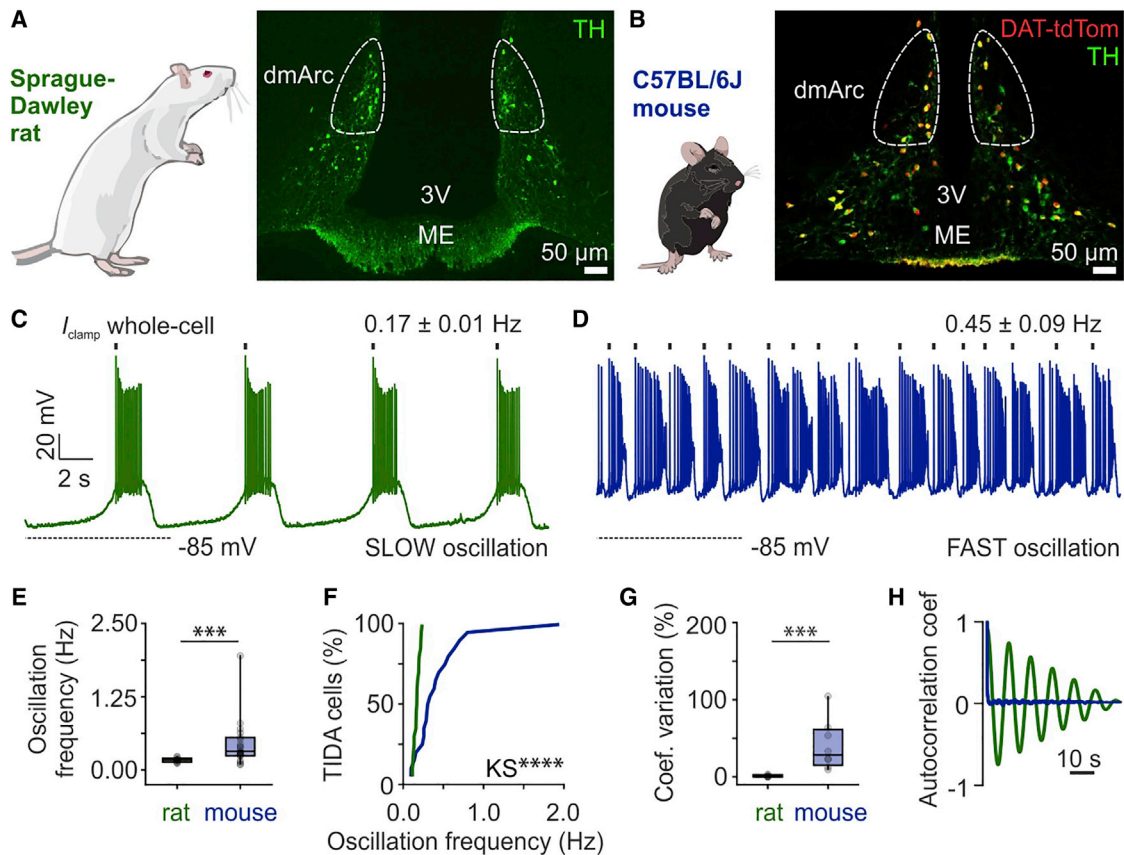 A
Sprague-
Dawley
rat
TH
dmArc
3V
ME
50 µm
B
C57BL/6J
mouse
DAT-tdTom
TH
dmArc
3V
ME
50 µm
C
Iclamp whole-cell
0.17 ± 0.01 Hz
20 mV
2 s
-85 mV
SLOW oscillation
D
0.45 ± 0.09 Hz
-85 mV
FAST oscillation
E
Oscillation
frequency (Hz)
2.50
1.25
0.00
***
rat
mouse
F
TIDA cells (%)
100
50
0
KS****
0.0
1.0
2.0
Oscillation frequency (Hz)
G
Coef. variation (%)
200
100
0
***
rat
mouse
H
Autocorrelation coef
1
0
-1
10 s